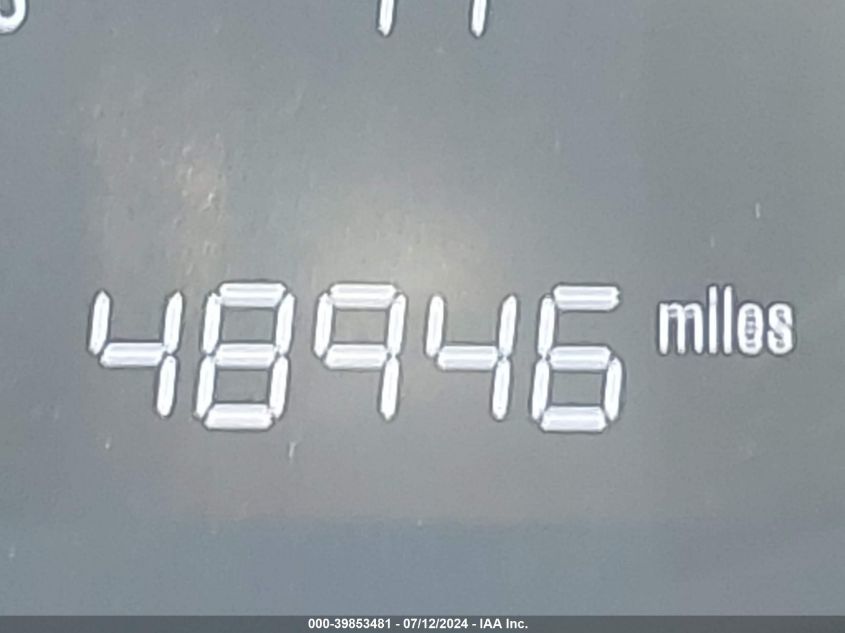 48946 miles
000-39853481 - 07/12/2024 - IAA Inc.